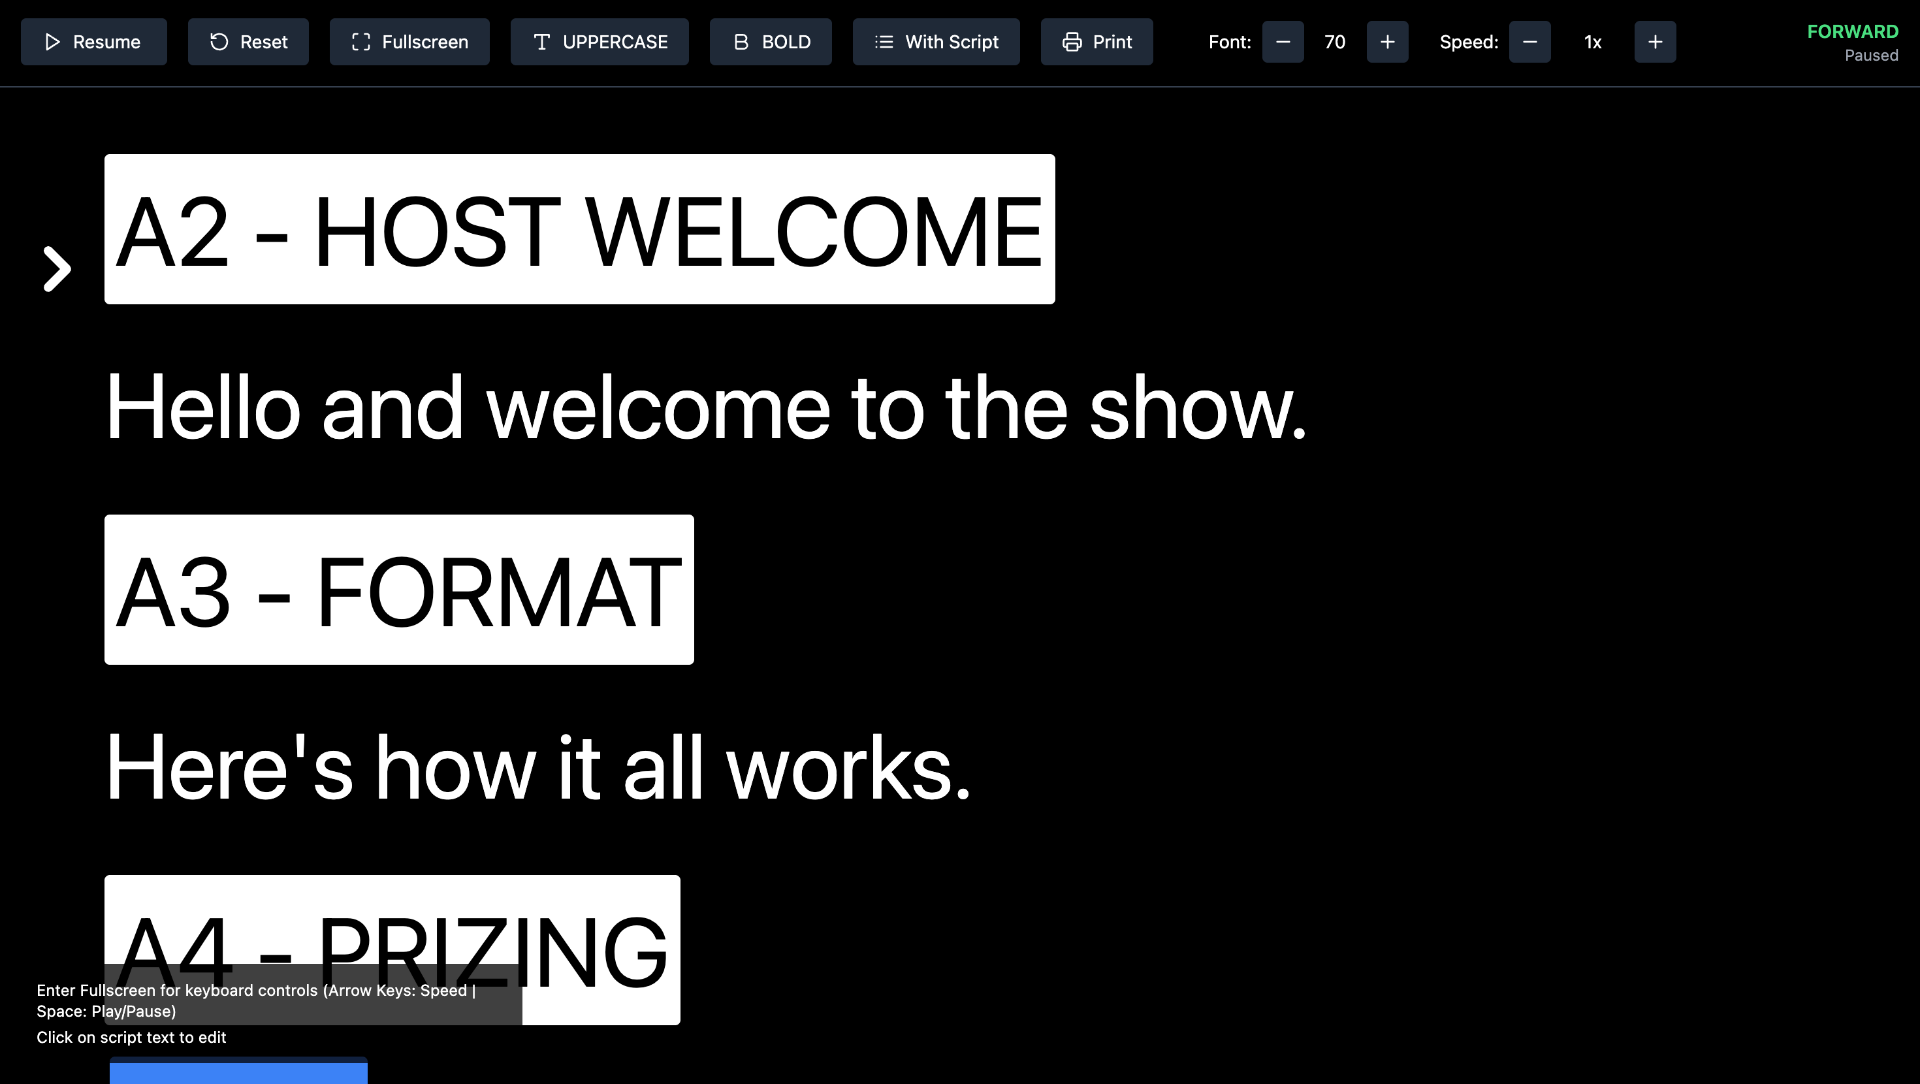 Resume
Reset
Fullscreen
UPPERCASE
BOLD
With Script
Print
Font:
70
Speed:
1x
FORWARD
Paused
A2 - HOST WELCOME
Hello and welcome to the show.
A3 - FORMAT
Here's how it all works.
A4 - PRIZING
Enter Fullscreen for keyboard controls (Arrow Keys: Speed |
Space: Play/Pause)
Click on script text to edit